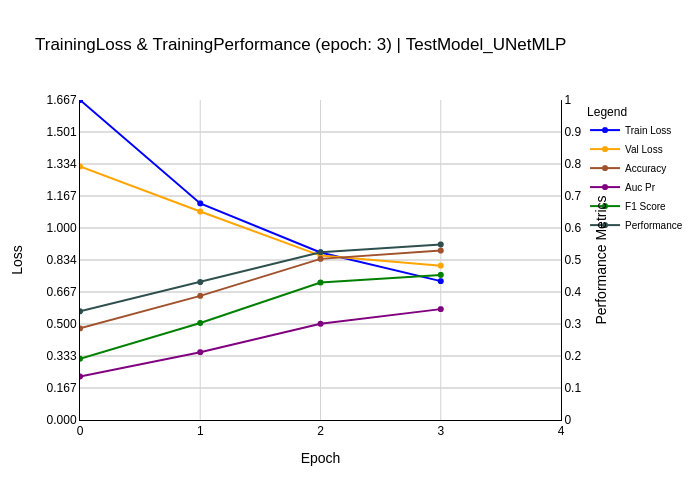 TrainingLoss & TrainingPerformance (epoch: 3) | TestModel_UNetMLP
1.667
1.501
1.334
1.167
1.000
0.834
0.667
0.500
0.333
0.167
0.000
Loss
0
1
2
3
4
Epoch
1
0.9
0.8
0.7
0.6
0.5
0.4
0.3
0.2
0.1
0
Performance Metrics
Legend
Train Loss
Val Loss
Accuracy
Auc Pr
F1 Score
Performance